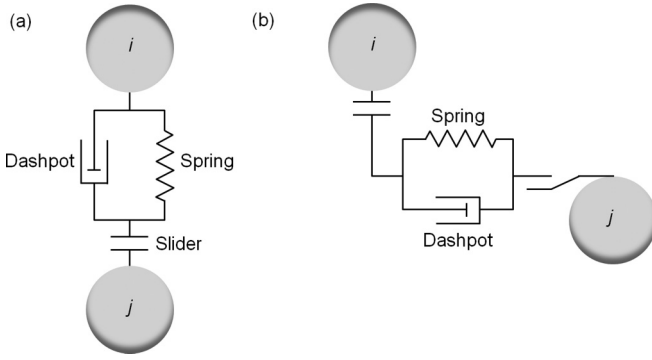 (a)
i
Dashpot
Spring
Slider
j
(b)
i
Spring
Dashpot
j